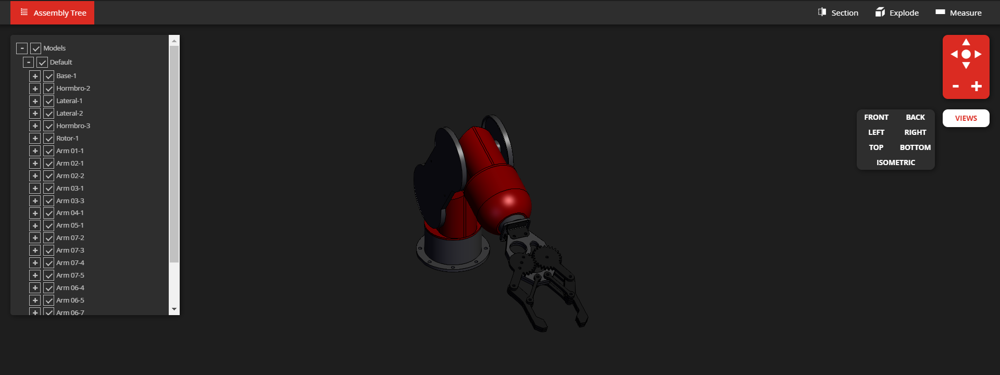 Assembly Tree
Section
Explode
Measure
- Models
- Default
+ Base-1
+ Hormbro-2
+ Lateral-1
+ Lateral-2
+ Hormbro-3
+ Rotor-1
+ Arm 01-1
+ Arm 02-1
+ Arm 02-2
+ Arm 03-1
+ Arm 03-3
+ Arm 04-1
+ Arm 05-1
+ Arm 07-2
+ Arm 07-3
+ Arm 07-4
+ Arm 07-5
+ Arm 06-4
+ Arm 06-5
+ Arm 06-7
- +
VIEWS
FRONT BACK
LEFT RIGHT
TOP BOTTOM
ISOMETRIC